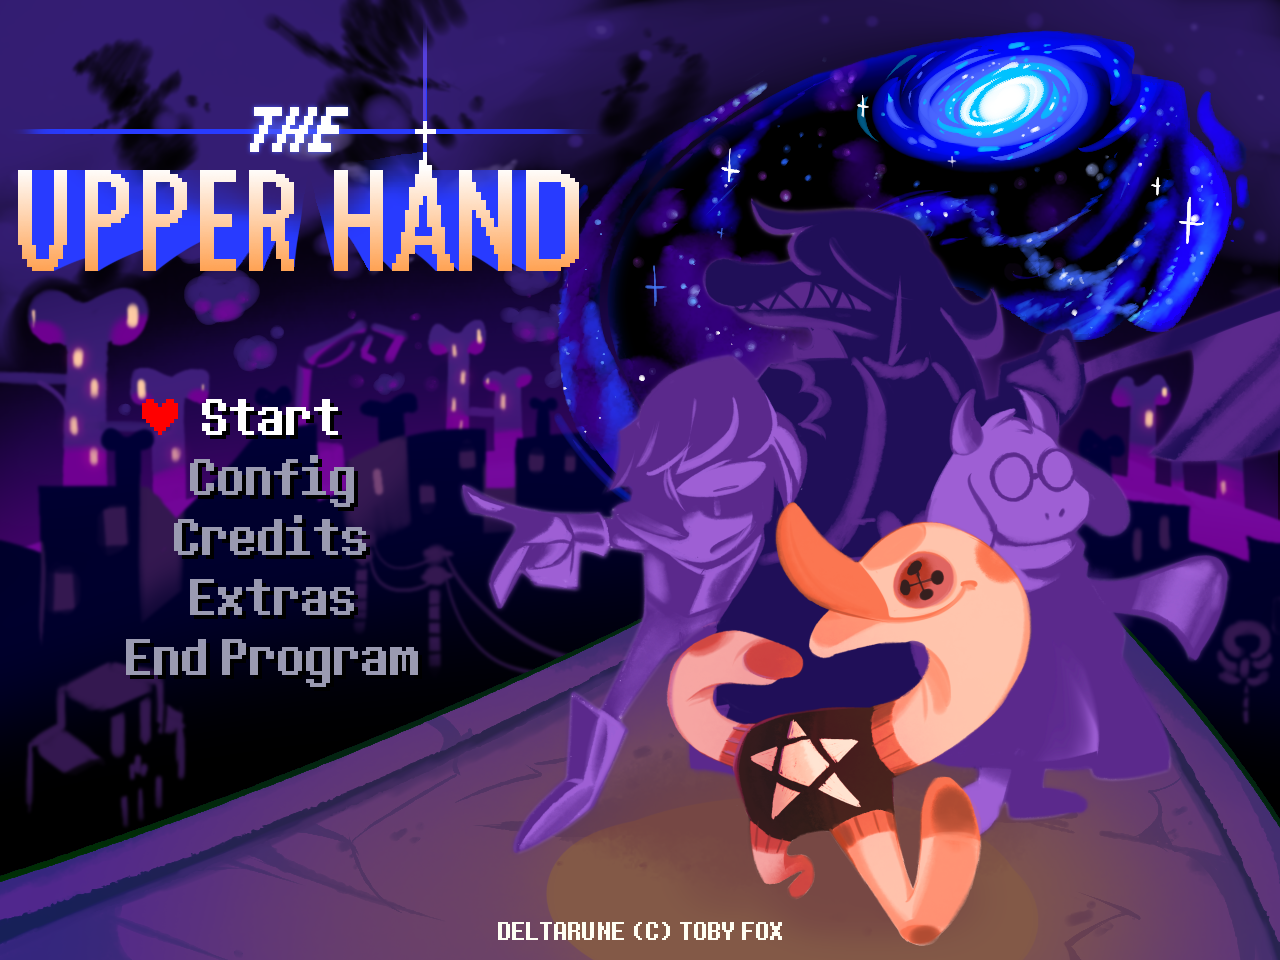 THE
UPPER HAND
Start
Config
Credits
Extras
End Program
DELTARUNE (C) TOBY FOX